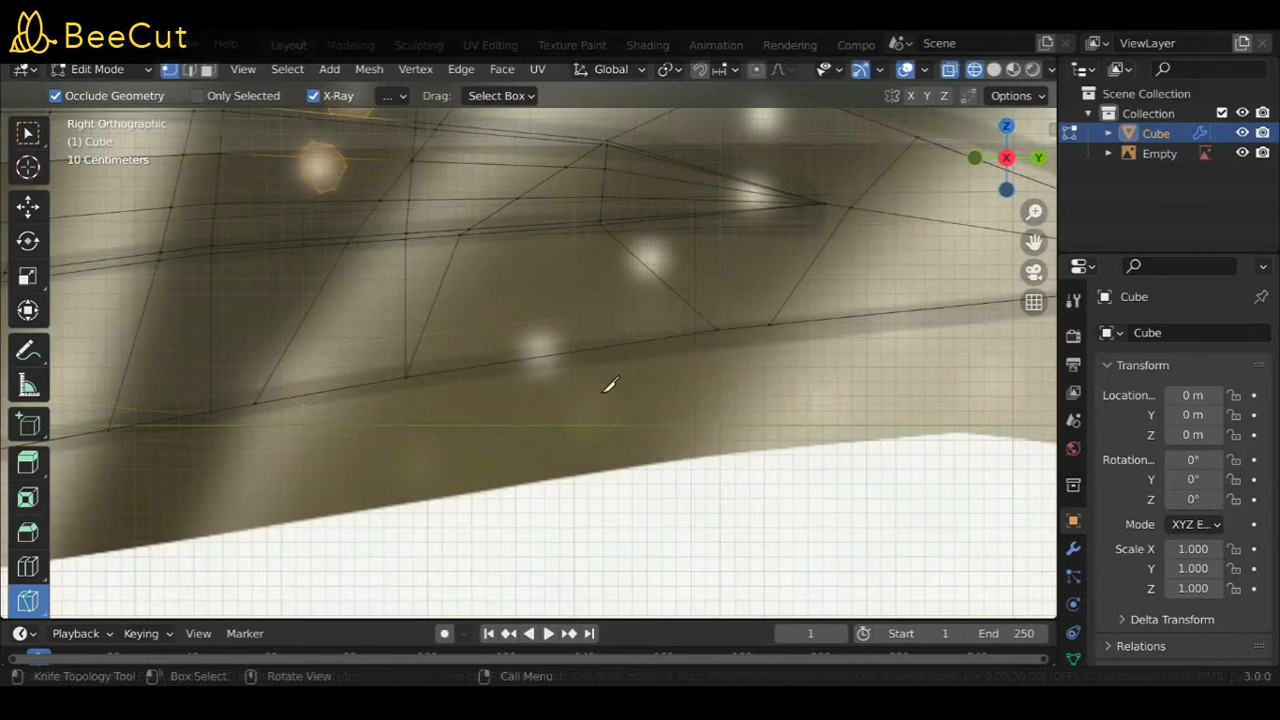 BeeCut
Help Layout Modeling Sculpting UV Editing Texture Paint Shading Animation Rendering Compo Scene ViewLayer
Edit Mode View Select Add Mesh Vertex Edge Face UV Global
Occlude Geometry Only Selected X-Ray ... Drag: Select Box X Y Z Options
Scene Collection
Collection
Cube
Empty
Right Orthographic
(1) Cube
10 Centimeters
Z
X
Y
Cube
Cube
Transform
Location... 0 m
Y 0 m
Z 0 m
Rotation... 0°
Y 0°
Z 0°
Mode XYZ E...
Scale X 1.000
Y 1.000
Z 1.000
Delta Transform
Relations
Playback Keying View Marker 1 Start 1 End 250
Knife Topology Tool Box Select Rotate View Call Menu 3.0.0